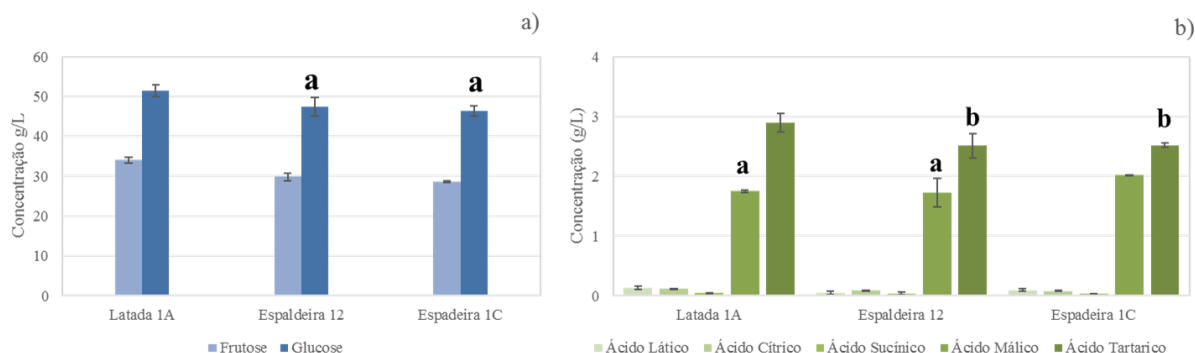 a)
Concentração g/L
60
50
40
30
20
10
0
a
a
Latada 1A
Espaldeira 12
Espadeira 1C
Frutose
Glucose
b)
Concentração (g/L)
4
3
2
1
0
a
a
b
b
Latada 1A
Espaldeira 12
Espadeira 1C
Ácido Lático
Ácido Cítrico
Ácido Sucínico
Ácido Málico
Ácido Tartarico